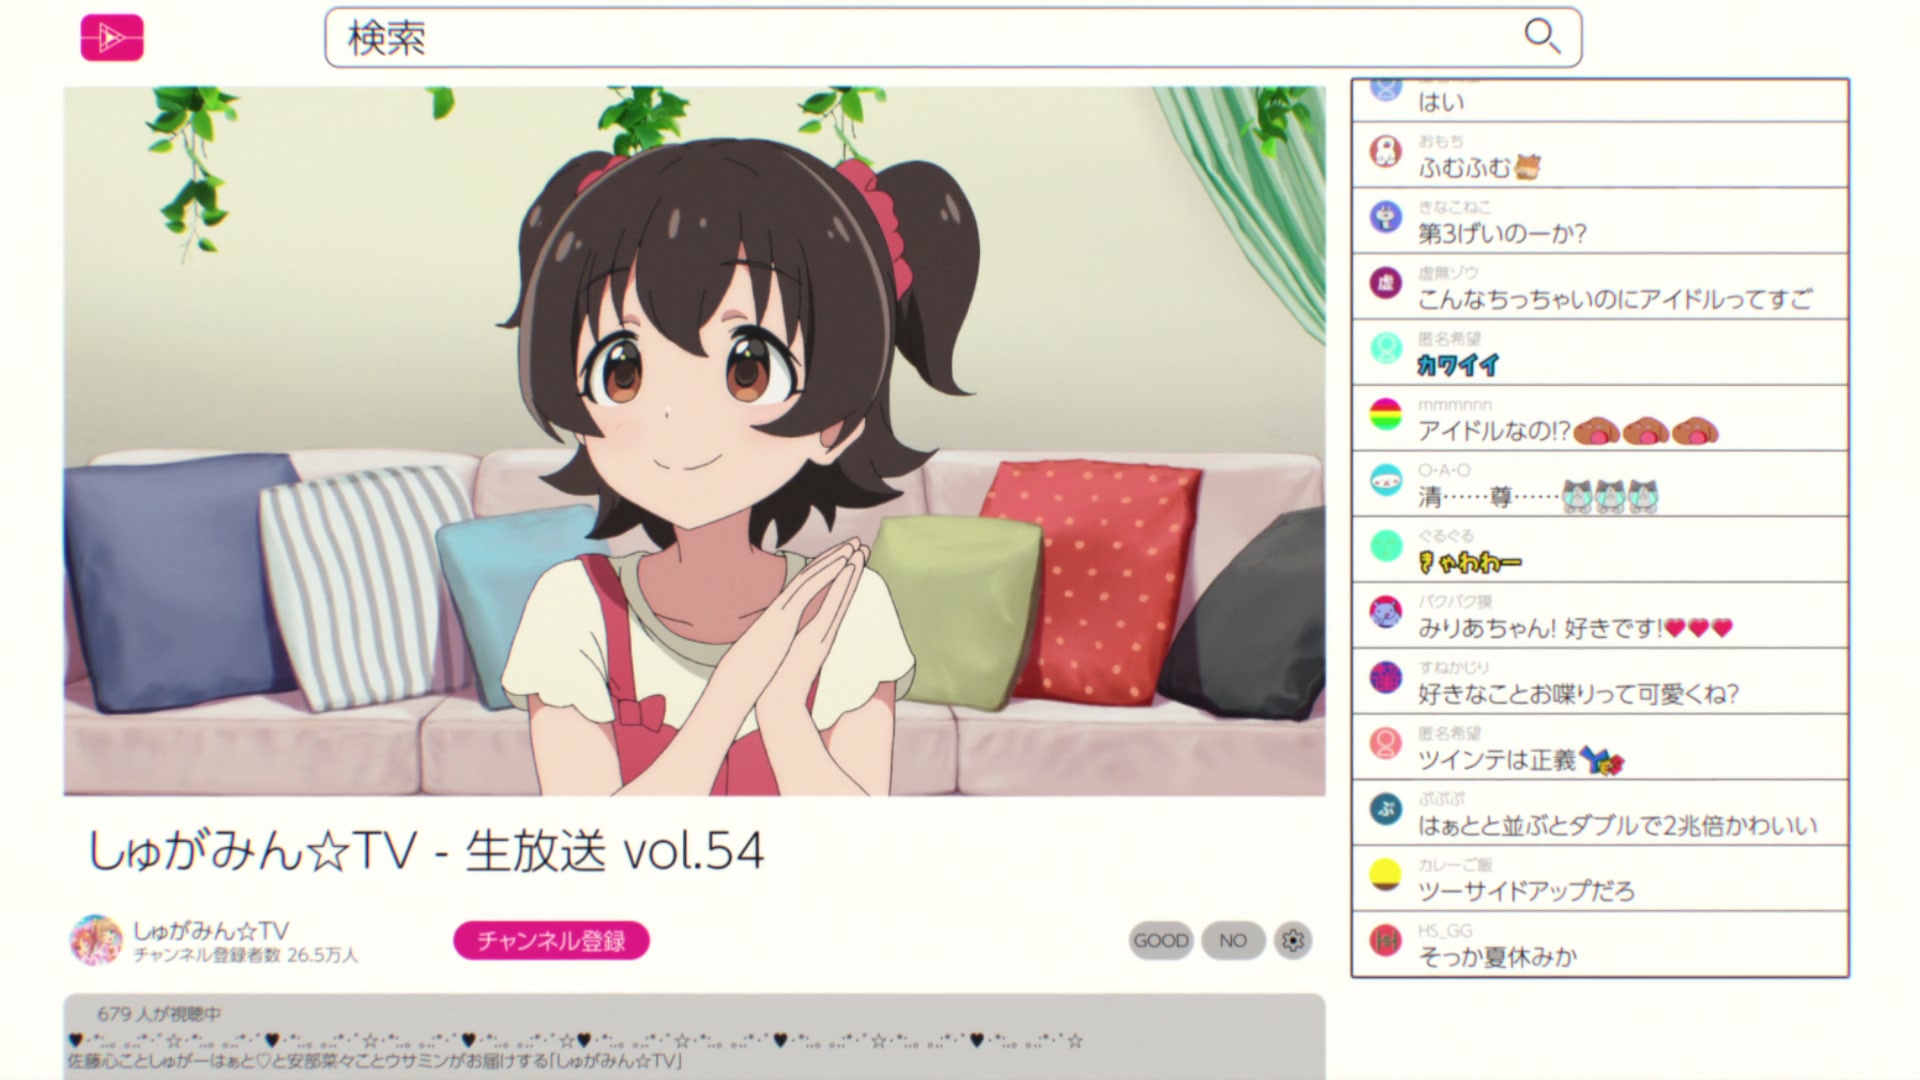 検索
しゅがみん☆TV - 生放送 vol.54
しゅがみん☆TV
チャンネル登録者数 26.5万人
チャンネル登録
GOOD
NO
679 人が視聴中
佐藤心ことしゅがーはぁと♡と安部菜々ことウサミンがお届けする「しゅがみん☆TV」
はい
おもち
ふむふむ
きなこねこ
第3げいのーか?
虚
虚無ゾウ
こんなちっちゃいのにアイドルってすご
匿名希望
カワイイ
mmmnnn
アイドルなの!?
O・A・O
清……尊……
ぐるぐる
きゃわわー
バクバク獏
みりあちゃん! 好きです!♥♥♥
すねかじり
好きなことお喋りって可愛くね?
匿名希望
ツインテは正義
ぷ
ぷぷぷ
はぁとと並ぶとダブルで2兆倍かわいい
カレーご飯
ツーサイドアップだろ
HS_GG
そっか夏休みか